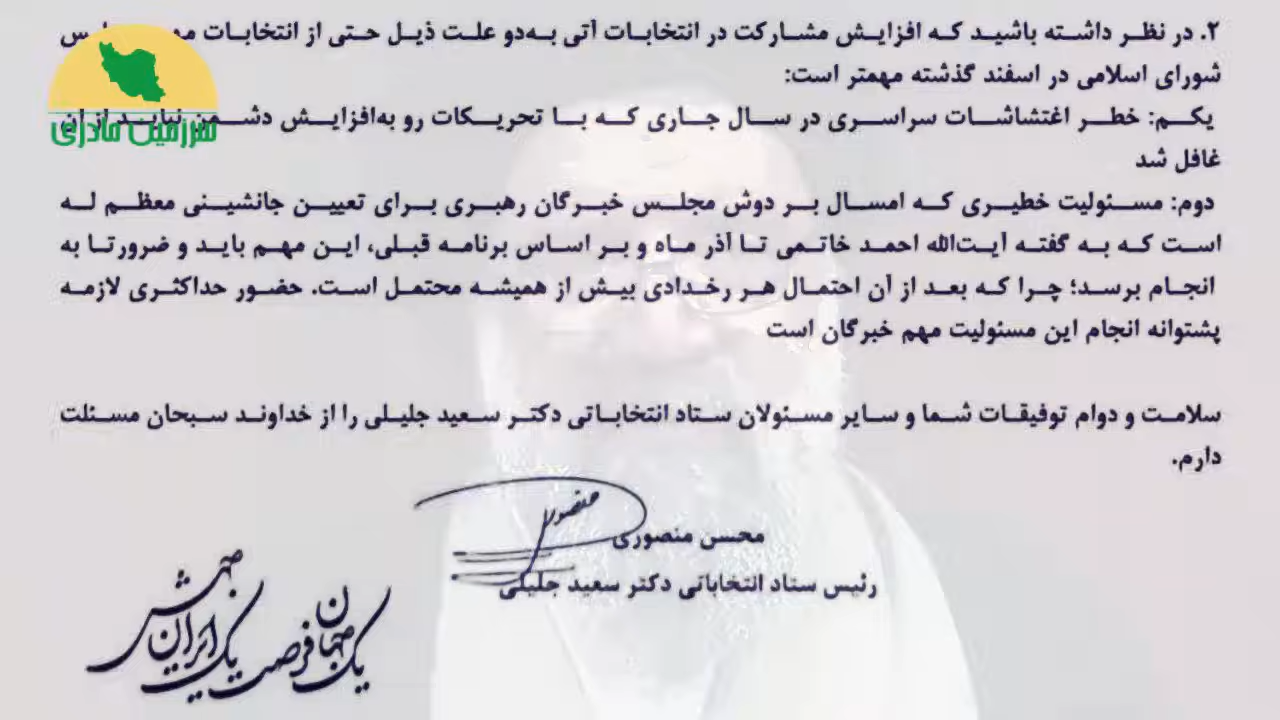 ۲. در نظر داشته باشید که افزایش مشارکت در انتخابات آتی به‌دو علت ذیل حتی از انتخابات
شورای اسلامی در اسفند گذشته مهمتر است:
یکم: خطر اغتشاشات سراسری در سال جاری که با تحریکات رو به‌افزایش دشمن نباید از آن
غافل شد
دوم: مسئولیت خطیری که امسال بر دوش مجلس خبرگان رهبری برای تعیین جانشینی معظم له
است که به گفته آیت‌الله احمد خاتمی تا آذر ماه و بر اساس برنامه قبلی، این مهم باید و ضرورتا به
انجام برسد؛ چرا که بعد از آن احتمال هر رخدادی بیش از همیشه محتمل است. حضور حداکثری لازمه
پشتوانه انجام این مسئولیت مهم خبرگان است
سلامت و دوام توفیقات شما و سایر مسئولان ستاد انتخاباتی دکتر سعید جلیلی را از خداوند سبحان مسئلت
دارم.
منصوری
محسن منصوری
رئیس ستاد انتخاباتی دکتر سعید جلیلی
یک جهان فرصت
یک ایران جهش
سرزمین مادری